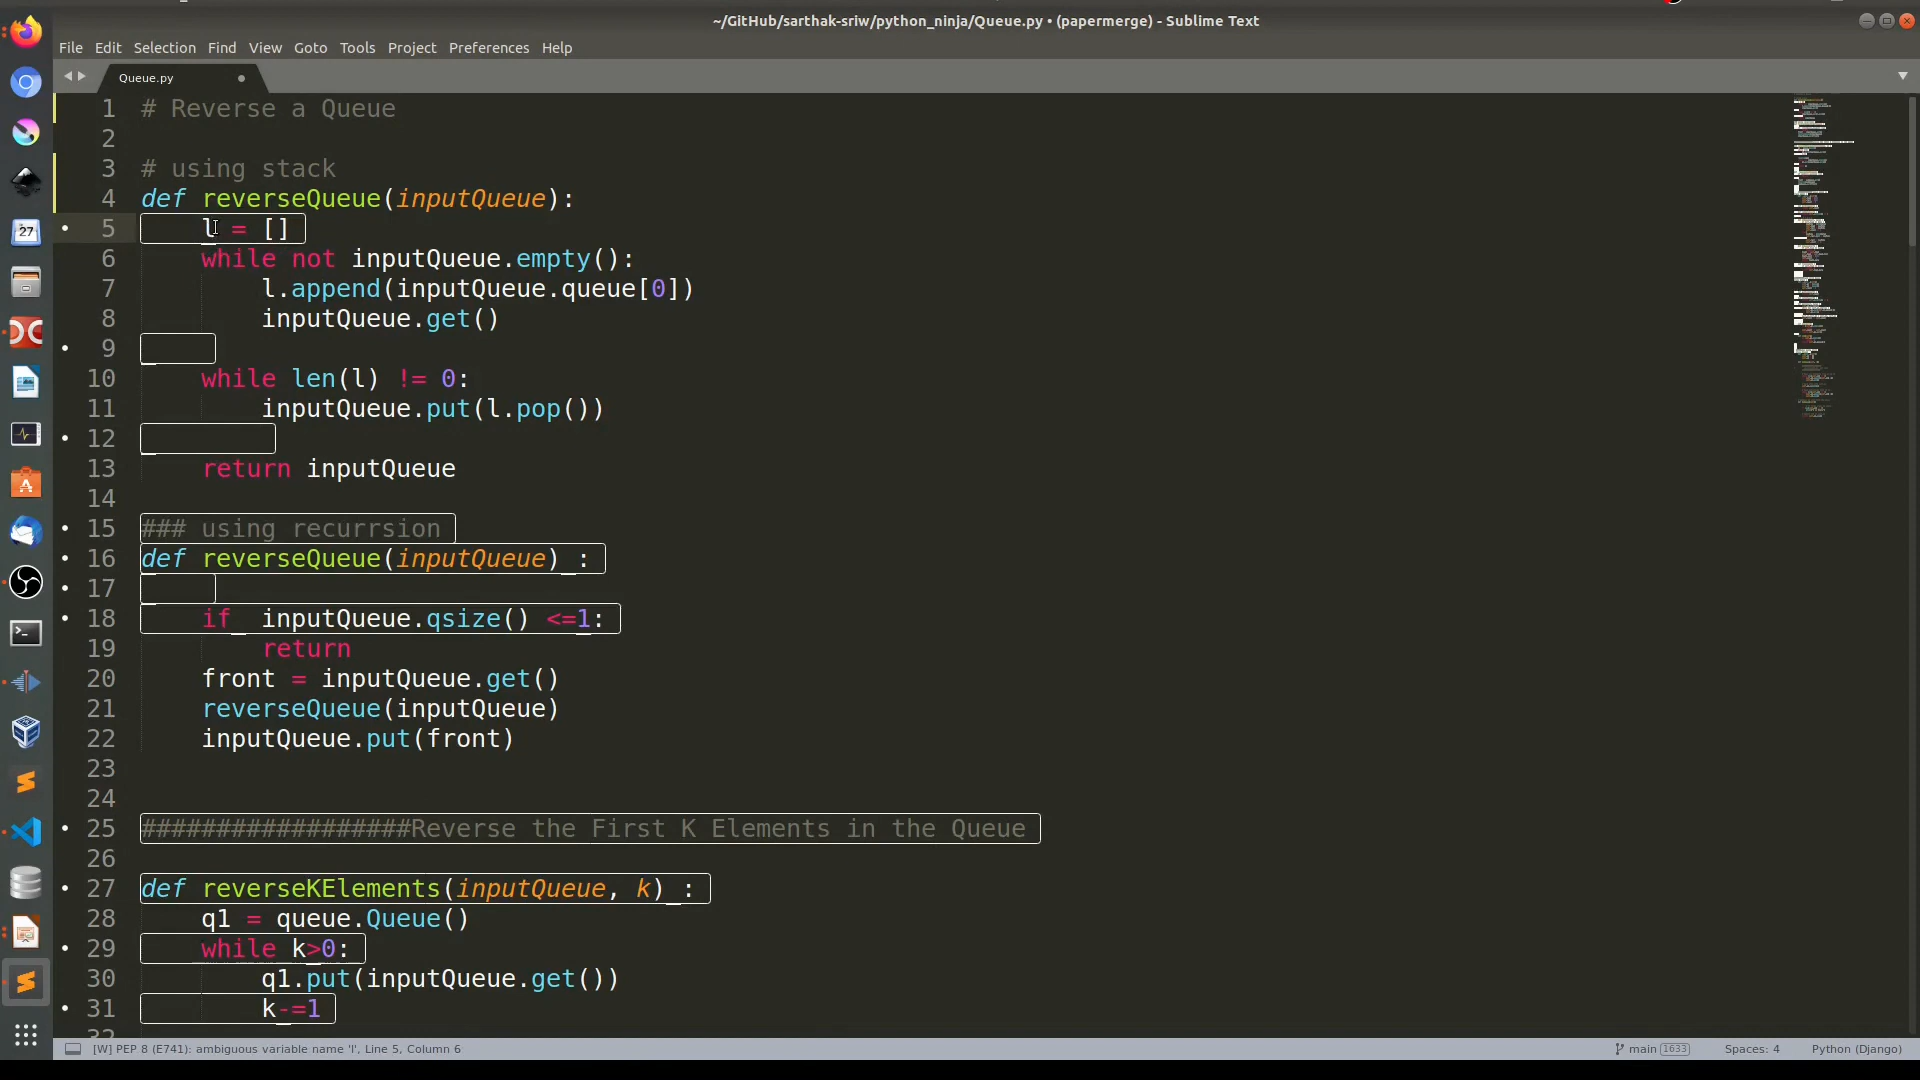 ~/GitHub/sarthak-sriw/python_ninja/Queue.py • (papermerge) - Sublime Text
File Edit Selection Find View Goto Tools Project Preferences Help
Queue.py
1 # Reverse a Queue
2
3 # using stack
4 def reverseQueue(inputQueue):
5     l = []
6     while not inputQueue.empty():
7         l.append(inputQueue.queue[0])
8         inputQueue.get()
9
10     while len(l) != 0:
11         inputQueue.put(l.pop())
12
13     return inputQueue
14
15 ### using recurrsion
16 def reverseQueue(inputQueue) :
17
18     if  inputQueue.qsize() <=1:
19         return
20     front = inputQueue.get()
21     reverseQueue(inputQueue)
22     inputQueue.put(front)
23
24
25 ##################Reverse the First K Elements in the Queue
26
27 def reverseKElements(inputQueue, k) :
28     q1 = queue.Queue()
29     while k>0:
30         q1.put(inputQueue.get())
31         k-=1
32
27
[W] PEP 8 (E741): ambiguous variable name 'l', Line 5, Column 6 main 1633 Spaces: 4 Python (Django)